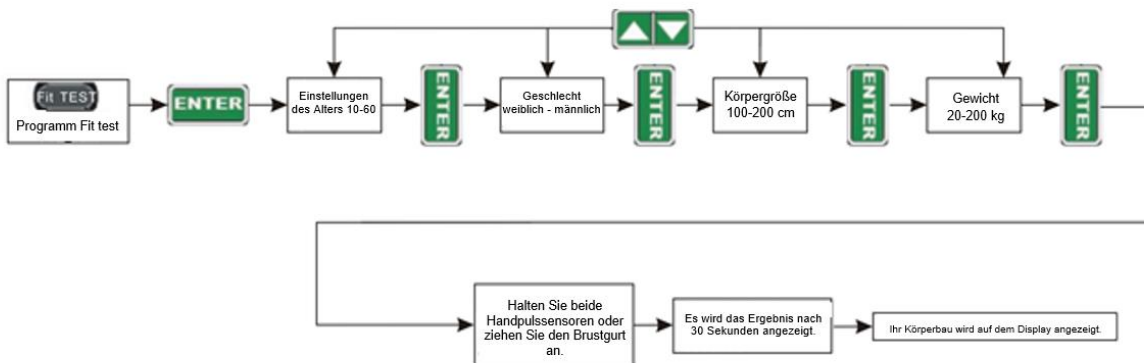 Fit TEST
Programm Fit test
ENTER
Einstellungen
des Alters 10-60
ENTER
Geschlecht
weiblich - männlich
ENTER
Körpergröße
100-200 cm
ENTER
Gewicht
20-200 kg
ENTER
Halten Sie beide
Handpulssensoren oder
ziehen Sie den Brustgurt
an.
Es wird das Ergebnis nach
30 Sekunden angezeigt.
Ihr Körperbau wird auf dem Display angezeigt.